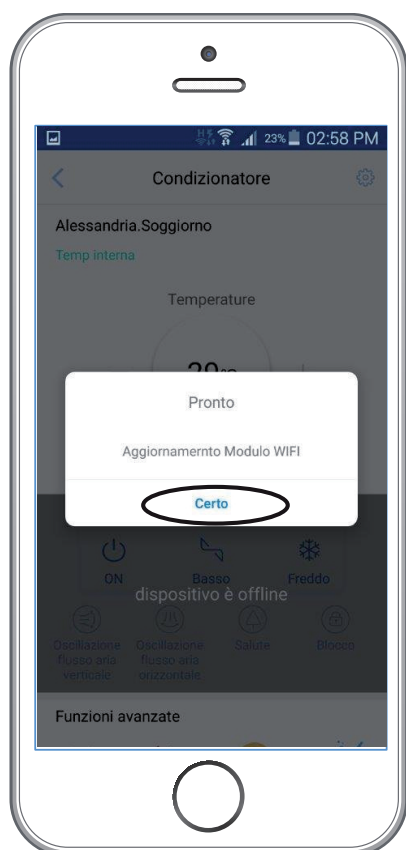 23% 02:58 PM
Condizionatore
Alessandria.Soggiorno
Temp interna
Temperature
Pronto
Aggiornamernto Modulo WIFI
Certo
ON Basso Freddo
dispositivo è offline
Oscillazione Oscillazione Salute Blocco
flusso aria flusso aria
verticale orizzontale
Funzioni avanzate